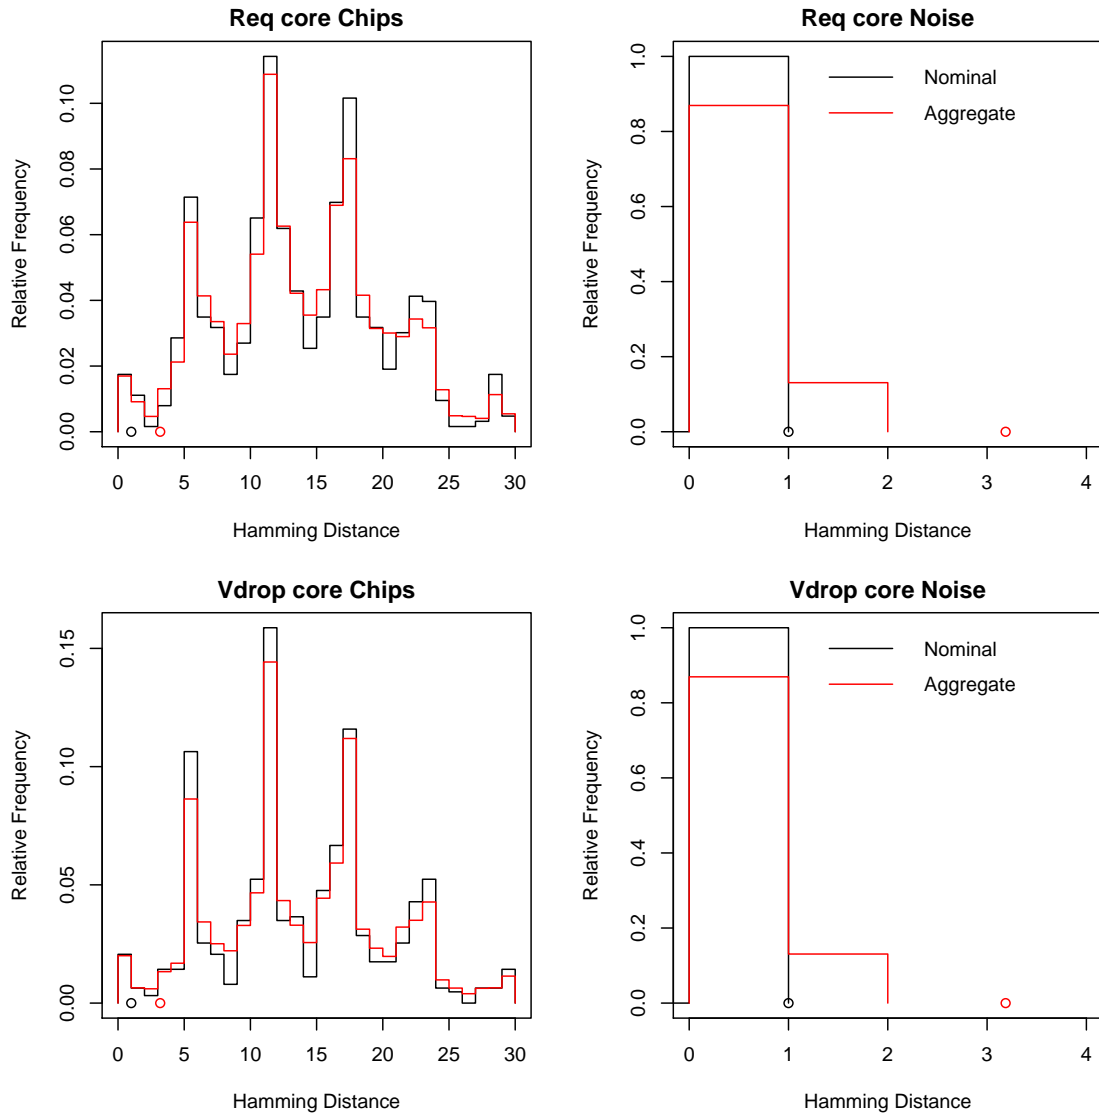 Req core Chips
Relative Frequency
0.00 0.02 0.04 0.06 0.08 0.10
0 5 10 15 20 25 30
Hamming Distance
Req core Noise
Relative Frequency
0.0 0.2 0.4 0.6 0.8 1.0
Nominal
Aggregate
0 1 2 3 4
Hamming Distance
Vdrop core Chips
Relative Frequency
0.00 0.05 0.10 0.15
0 5 10 15 20 25 30
Hamming Distance
Vdrop core Noise
Relative Frequency
0.0 0.2 0.4 0.6 0.8 1.0
Nominal
Aggregate
0 1 2 3 4
Hamming Distance